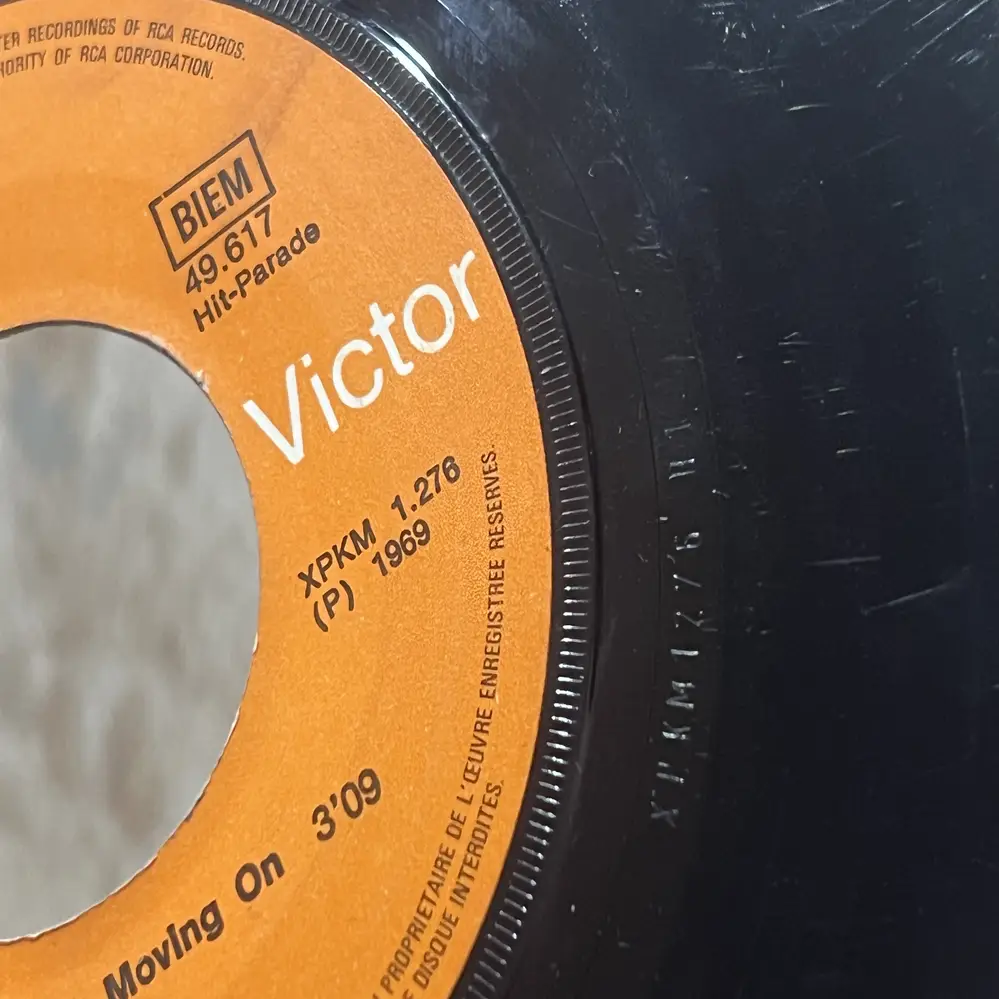 TER RECORDINGS OF RCA RECORDS.
HORITY OF RCA CORPORATION.
BIEM
49.617
Hit-Parade
Victor
XPKM 1.276
(P) 1969
Moving On 3'09
PROPRIETAIRE DE L'ŒUVRE ENREGISTREE RESERVES.
DISQUE INTERDITES.
XPKM1276